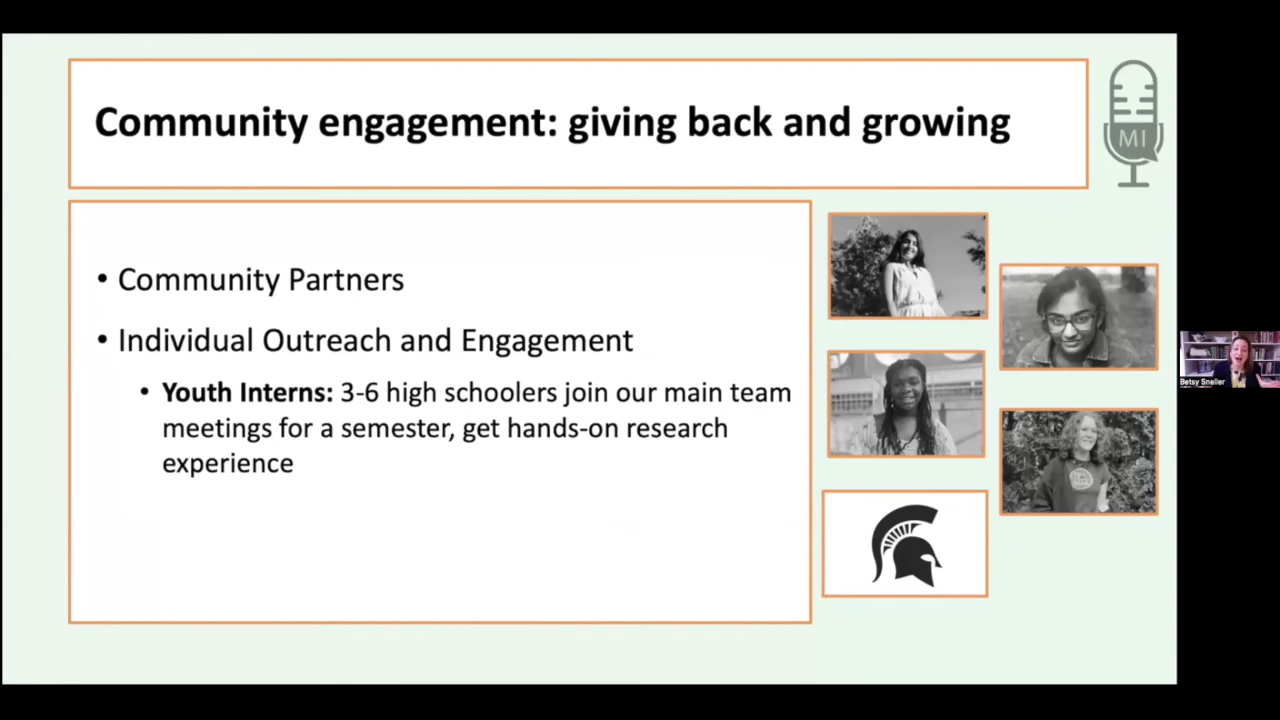 Community engagement: giving back and growing
MI
• Community Partners
• Individual Outreach and Engagement
• Youth Interns: 3-6 high schoolers join our main team
meetings for a semester, get hands-on research
experience
Betsy Sneller